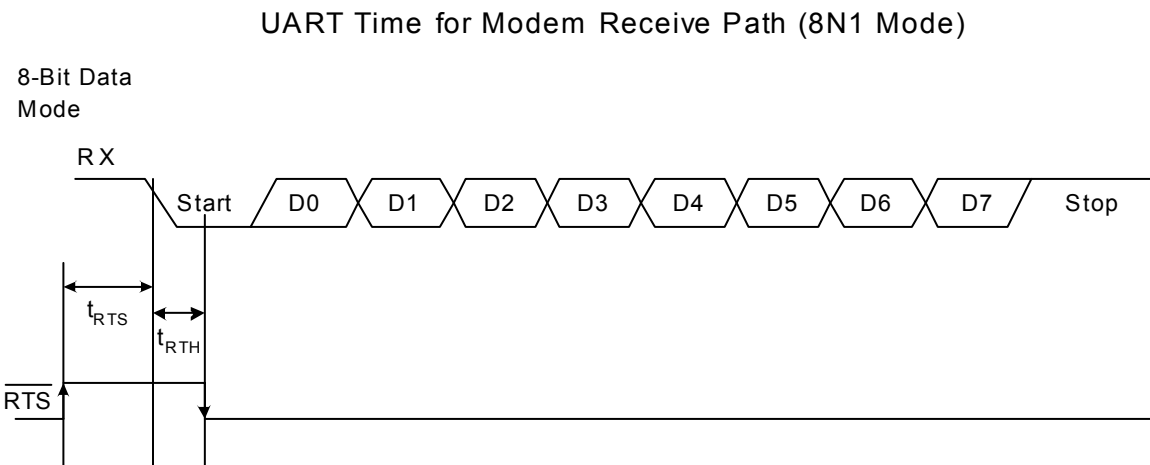 UART Time for Modem Receive Path (8N1 Mode)
8-Bit Data
Mode
RX
Start D0 D1 D2 D3 D4 D5 D6 D7 Stop
tRTS
tRTH
RTS